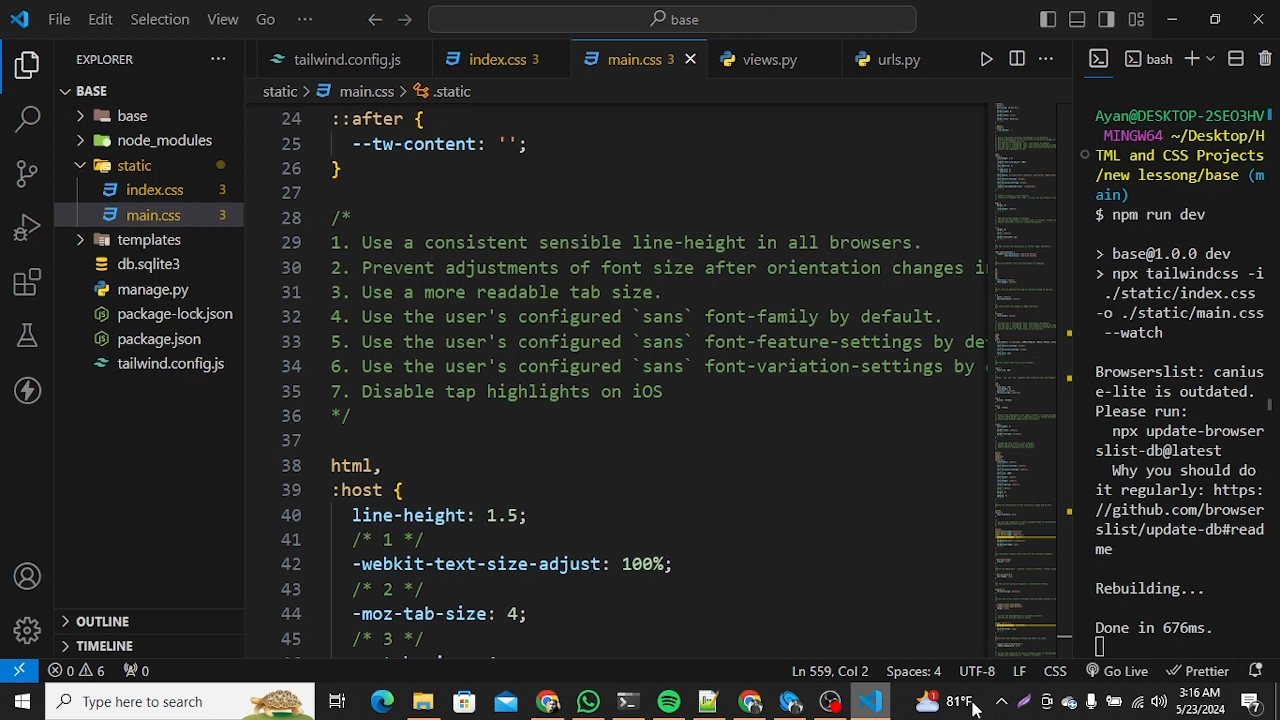 File Edit Selection View Go
base
EXPLORER
tailwind.config.js
index.css 3
main.css 3
views.py
urls.py
bash
BASE
static > main.css > .static
base
node_modules
static
index.css 3
main.css 3
templates
db.sqlite3
manage.py
package-lock.json
package.json
tailwind.config.js
OUTLINE
TIMELINE
24 ::after {
25 --tw-content: '';
26 }
27
28 /*
29 1. Use a consistent sensible line-height in all browsers.
30 2. Prevent adjustments of font size after orientation changes in
31 3. Use a more readable tab size.
32 4. Use the user's configured `sans` font-family by default.
33 5. Use the user's configured `sans` font-feature-settings by de
34 6. Use the user's configured `sans` font-variation-settings by
35 7. Disable tap highlights on iOS
36 */
37
38 html,
39 :host {
40 line-height: 1.5;
41 /* 1 */
42 -webkit-text-size-adjust: 100%;
43 /* 2 */
44 -moz-tab-size: 4;
45 /* 3 */
Ayan@DESKTOP-2SEO3HV
MINGW64 ~/Desktop/H
TML and CSS Projects
/new lessong/base (m
ain)
$ npm run dev
> base@1.0.0 dev
> npx tailwindcss -i
./static/index.css
-o ./static/main.css
--watch
Browserslist: canius
e-lite is outdated.
Please run:
npx update-browser
slist-db@latest
Why you should do
it regularly: https:
//github.com/browser
slist/update-db#read
me
Rebuilding...
Done in 1338ms.
0 3 0
Ln 559, Col 2
Spaces: 4
UTF-8
LF
CSS
Go Live
Prettier
Type here to search
1
81°F
3:16 AM
5/23/2024
2